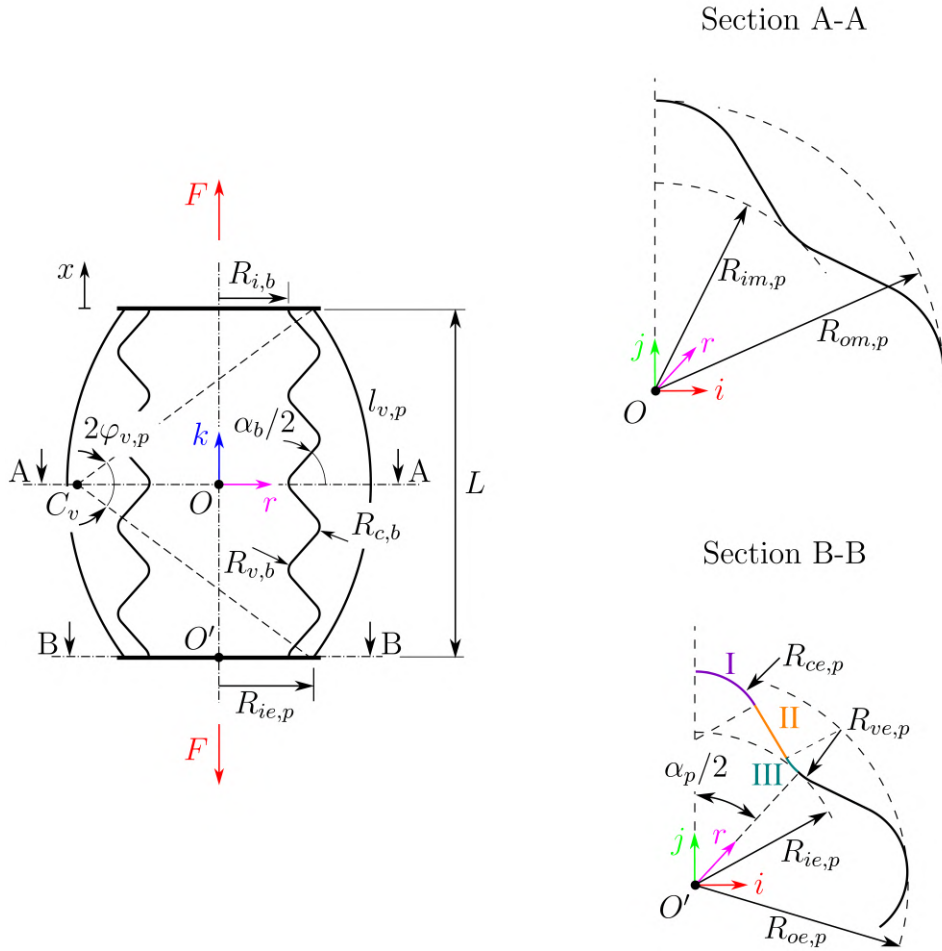 Section A-A
F
x
R_{i,b}
R_{im,p}
R_{om,p}
j
r
i
O
2φ_{v,p}
α_b/2
l_{v,p}
k
A
A
C_v
O
r
L
R_{c,b}
R_{v,b}
B
O'
B
R_{ie,p}
F
Section B-B
I
R_{ce,p}
II
R_{ve,p}
III
α_p/2
j
r
R_{ie,p}
i
O'
R_{oe,p}